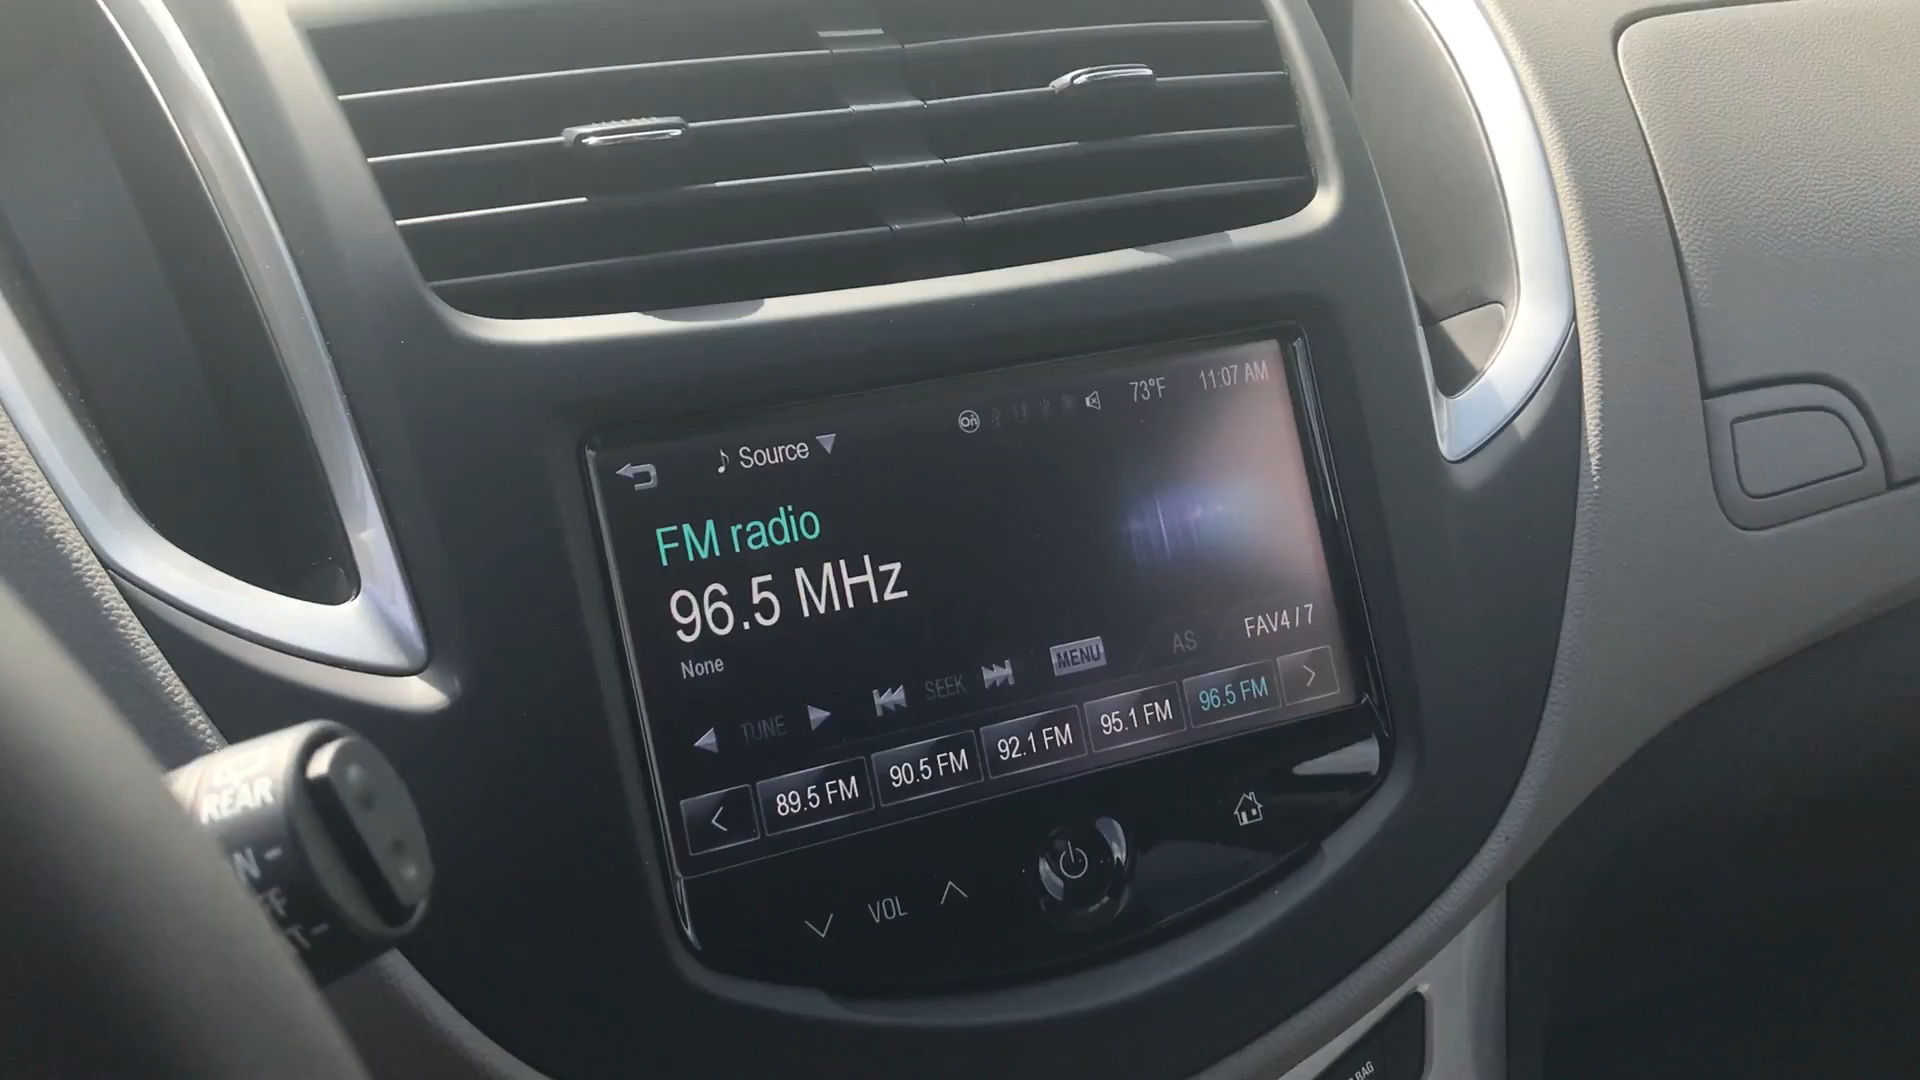 73°F 11:07 AM
Source
FM radio
96.5 MHz
None
FAV4 / 7
TUNE SEEK MENU AS
89.5 FM 90.5 FM 92.1 FM 95.1 FM 96.5 FM
VOL
REAR